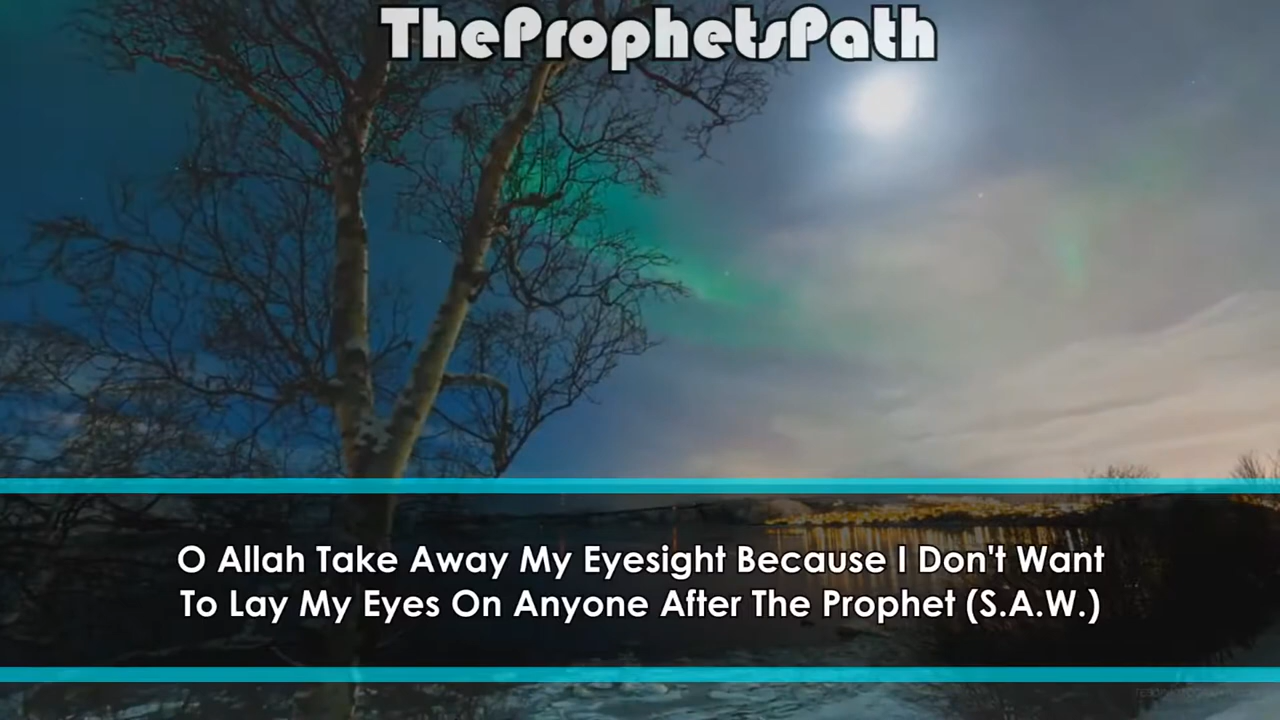 TheProphetsPath
O Allah Take Away My Eyesight Because I Don't Want
To Lay My Eyes On Anyone After The Prophet (S.A.W.)